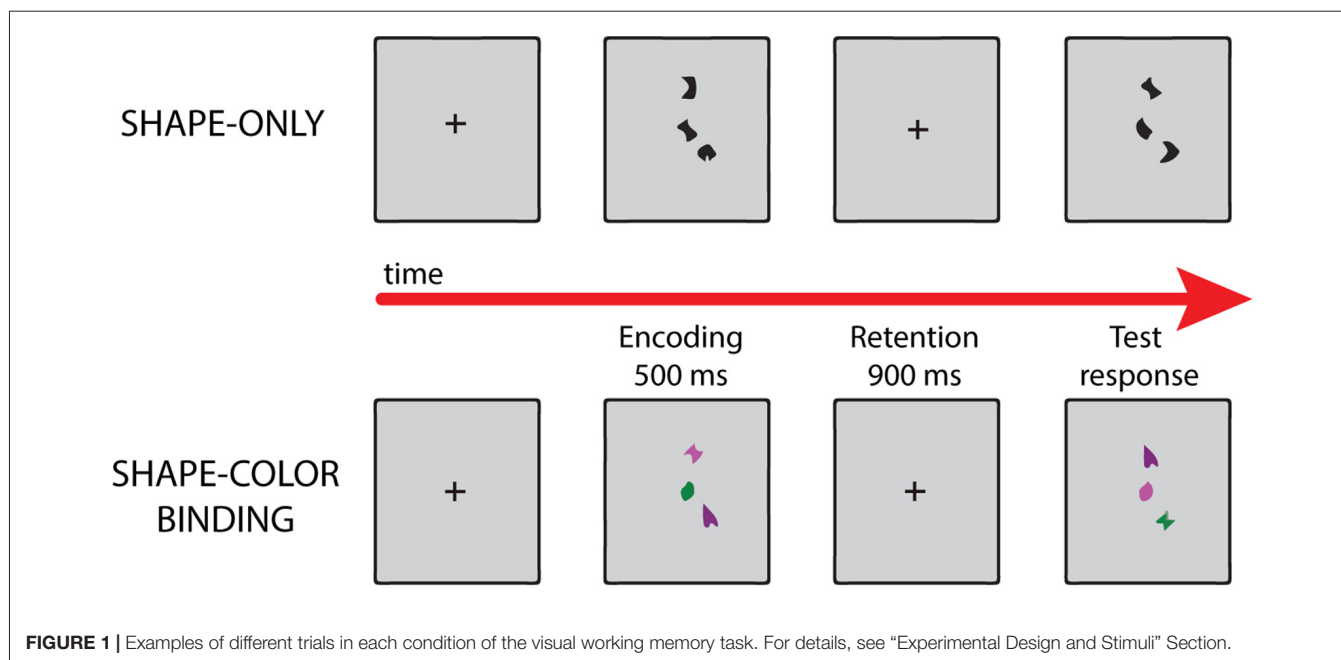 SHAPE-ONLY
time
Encoding
500 ms
Retention
900 ms
Test
response
SHAPE-COLOR
BINDING
FIGURE 1 | Examples of different trials in each condition of the visual working memory task. For details, see “Experimental Design and Stimuli” Section.